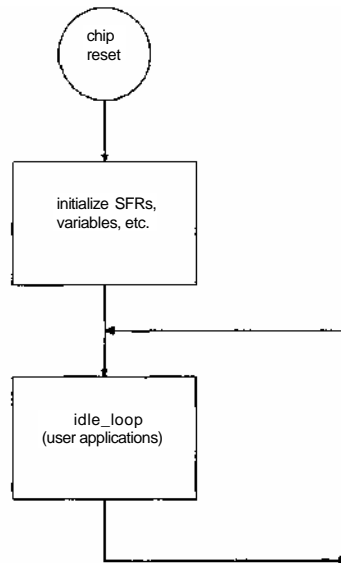 chip
reset
initialize SFRs,
variables, etc.
idle_loop
(user applications)